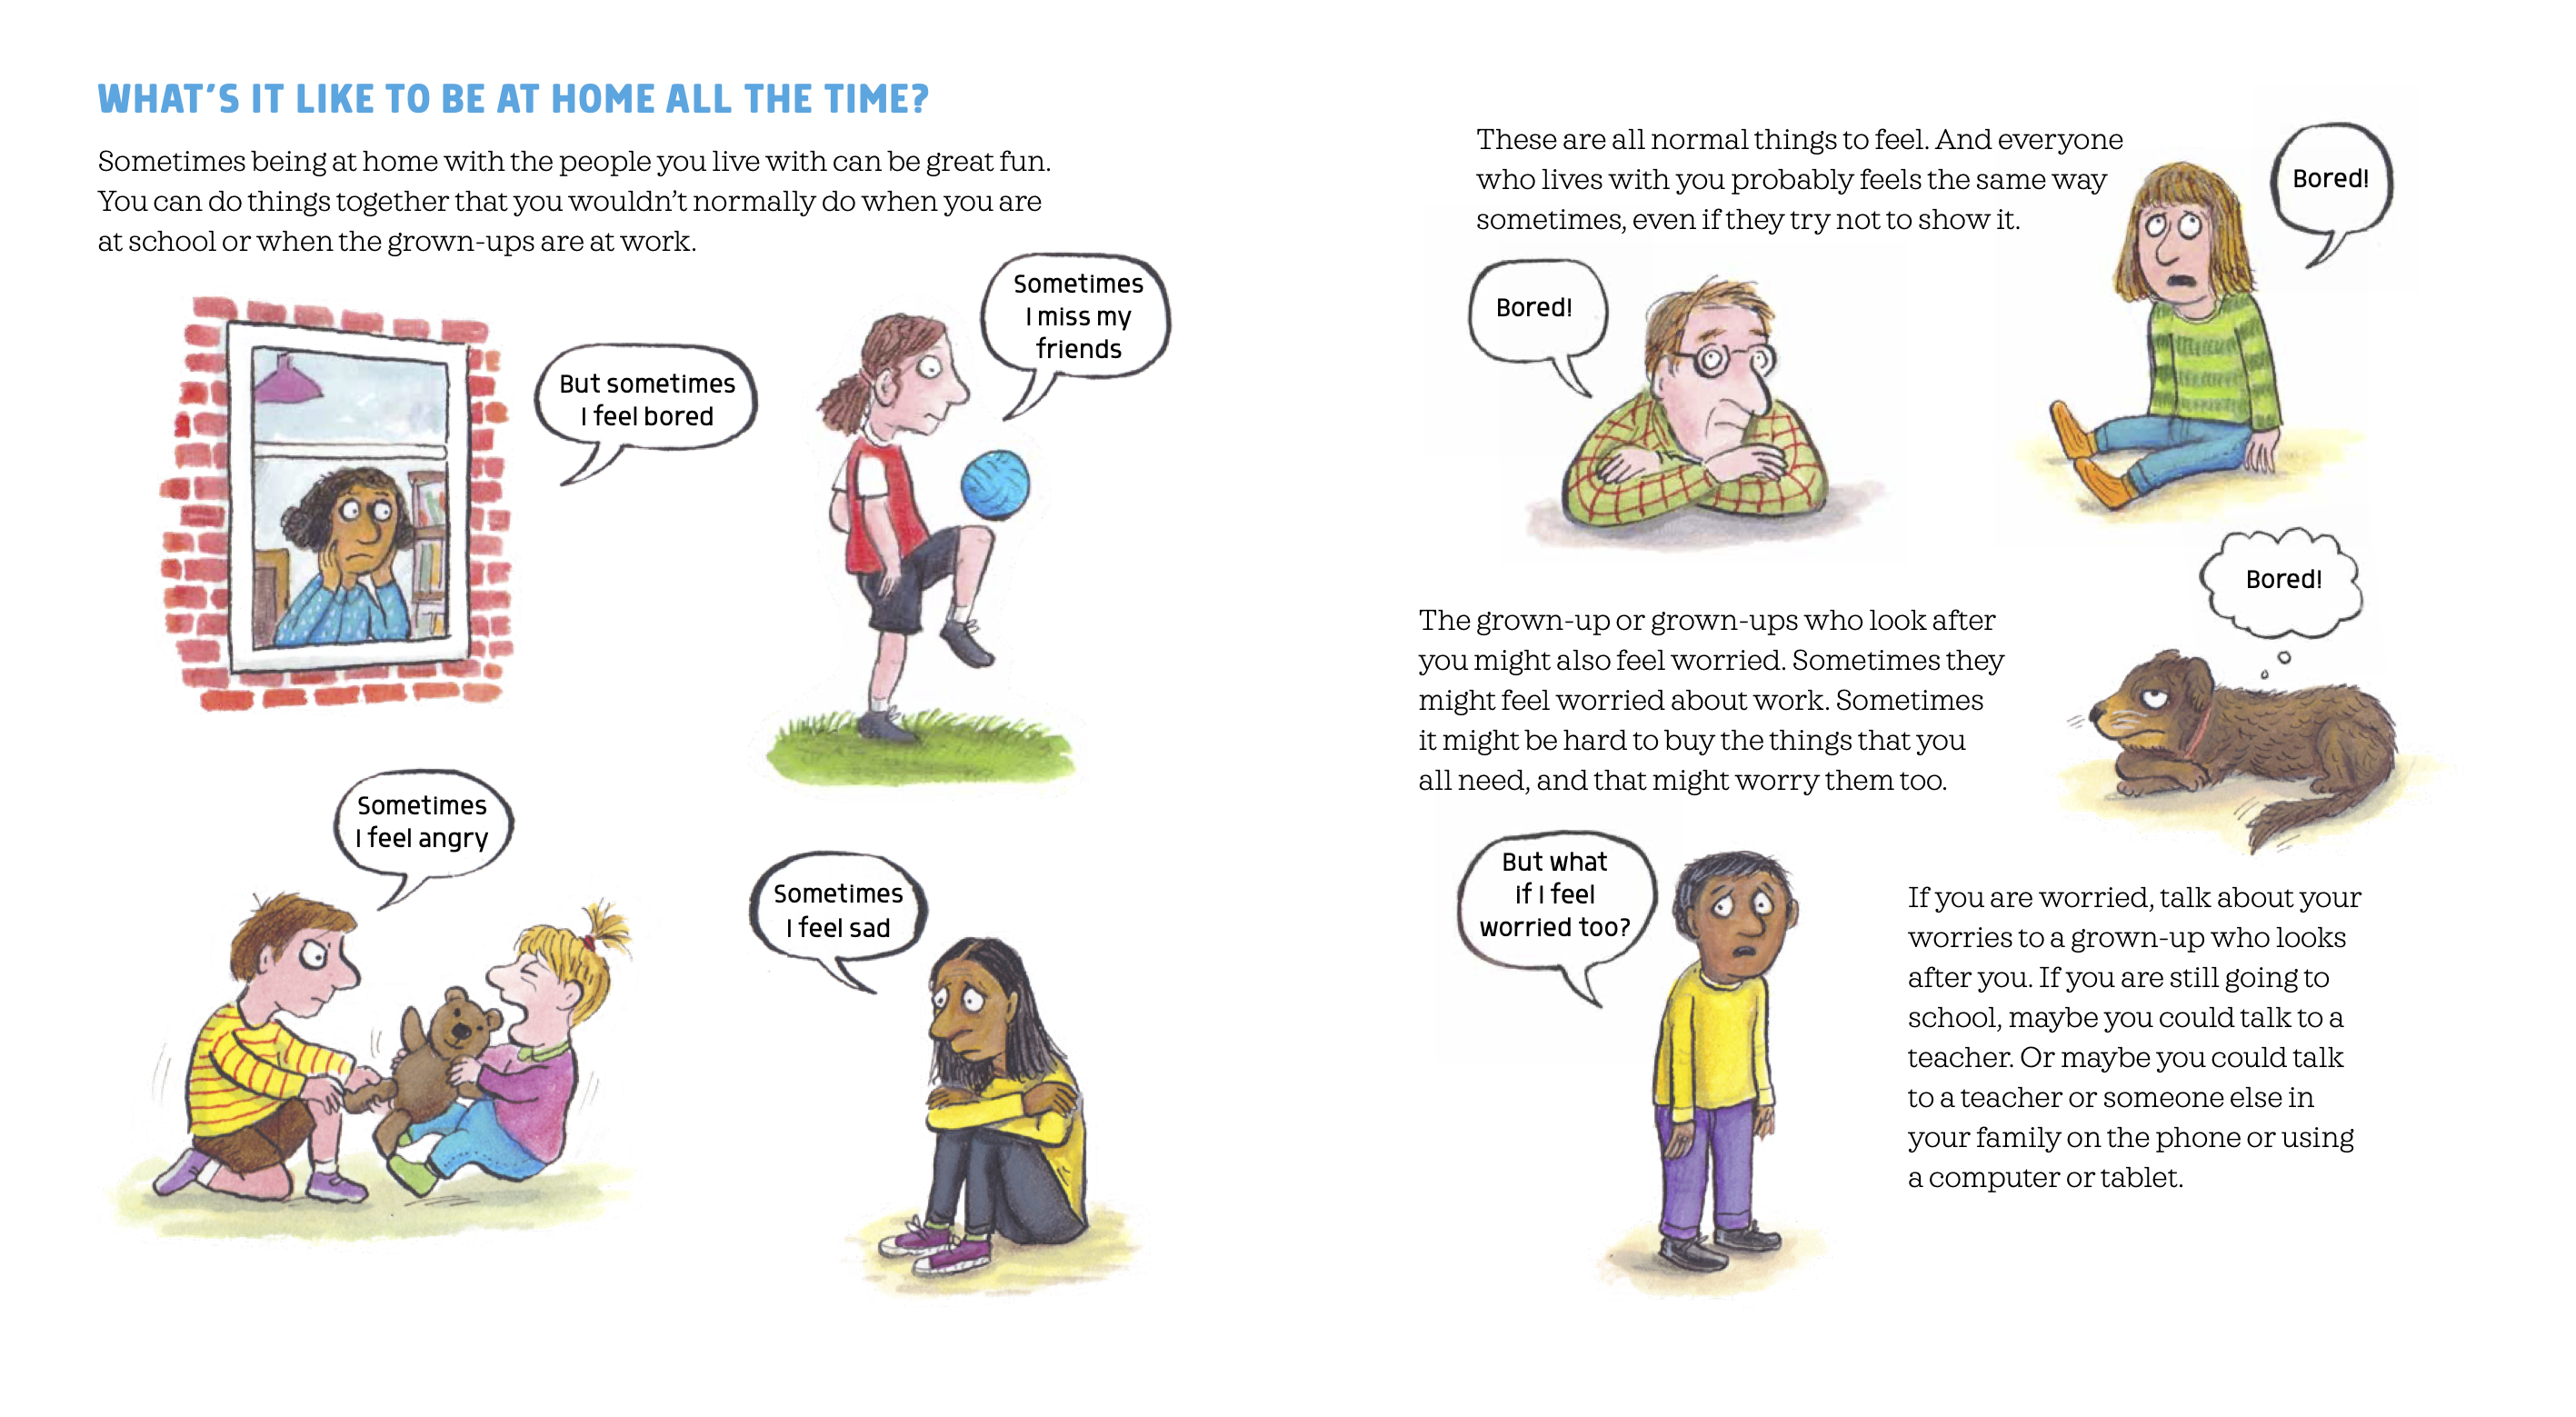 WHAT'S IT LIKE TO BE AT HOME ALL THE TIME?
Sometimes being at home with the people you live with can be great fun.
You can do things together that you wouldn't normally do when you are
at school or when the grown-ups are at work.
But sometimes
I feel bored
Sometimes
I miss my
friends
Sometimes
I feel angry
Sometimes
I feel sad
These are all normal things to feel. And everyone
who lives with you probably feels the same way
sometimes, even if they try not to show it.
Bored!
Bored!
Bored!
The grown-up or grown-ups who look after
you might also feel worried. Sometimes they
might feel worried about work. Sometimes
it might be hard to buy the things that you
all need, and that might worry them too.
But what
if I feel
worried too?
If you are worried, talk about your
worries to a grown-up who looks
after you. If you are still going to
school, maybe you could talk to a
teacher. Or maybe you could talk
to a teacher or someone else in
your family on the phone or using
a computer or tablet.